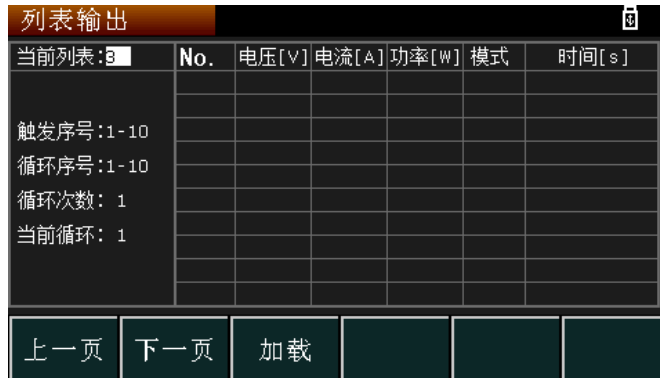 列表输出
当前列表:3
No. 电压[V] 电流[A] 功率[W] 模式 时间[s]
触发序号:1-10
循环序号:1-10
循环次数: 1
当前循环: 1
上一页 下一页 加载